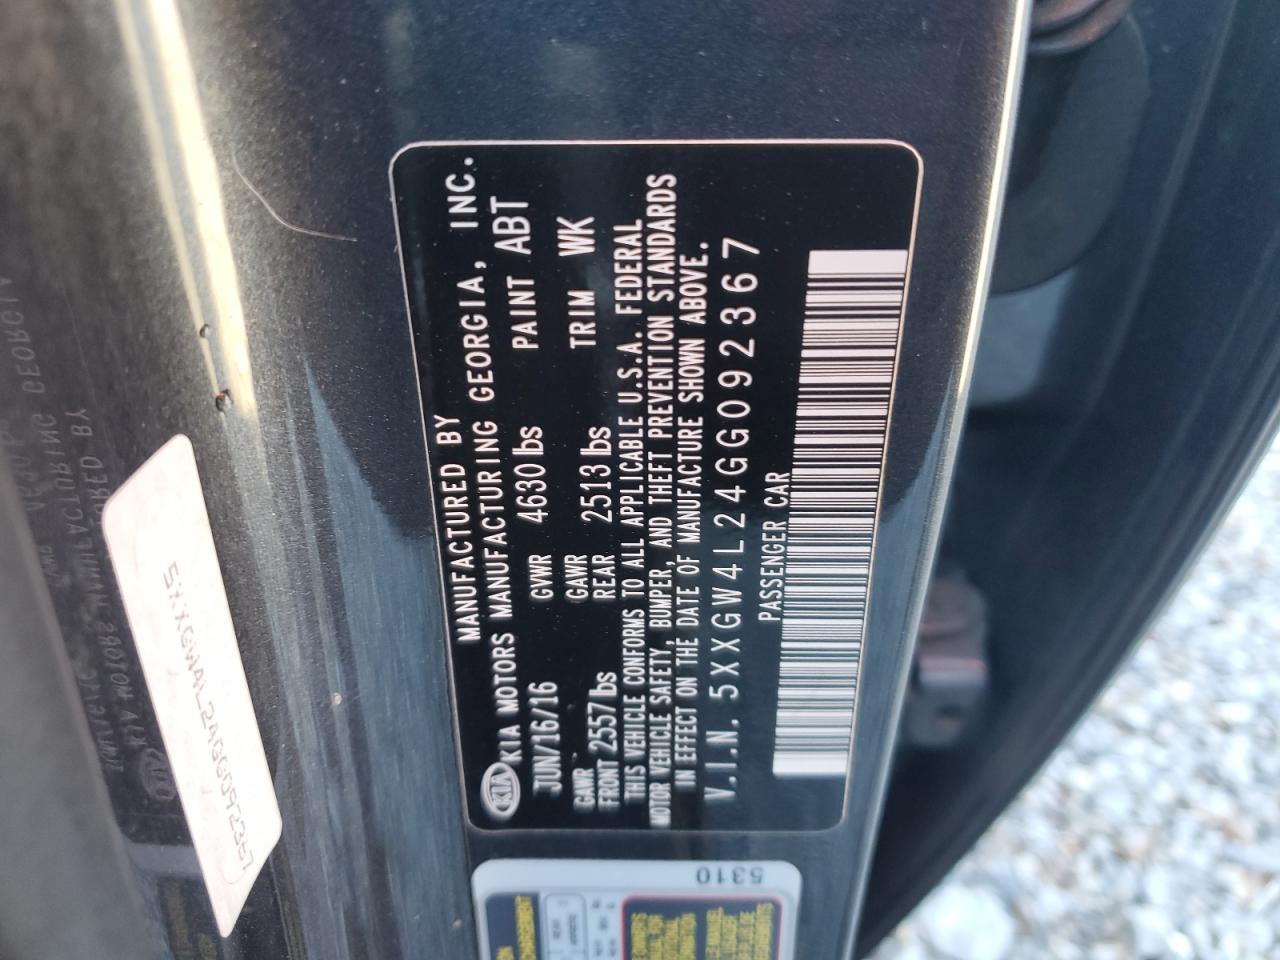 MANUFACTURED BY
KIA KIA MOTORS MANUFACTURING GEORGIA, INC.
JUN/16/16 GVWR 4630 lbs PAINT ABT
GAWR FRONT 2557 lbs GAWR REAR 2513 lbs TRIM WK
THIS VEHICLE CONFORMS TO ALL APPLICABLE U.S.A. FEDERAL
MOTOR VEHICLE SAFETY, BUMPER, AND THEFT PREVENTION STANDARDS
IN EFFECT ON THE DATE OF MANUFACTURE SHOWN ABOVE.
V.I.N. 5XXGW4L24GG092367
PASSENGER CAR
5XXGW4L24GG092367
5310